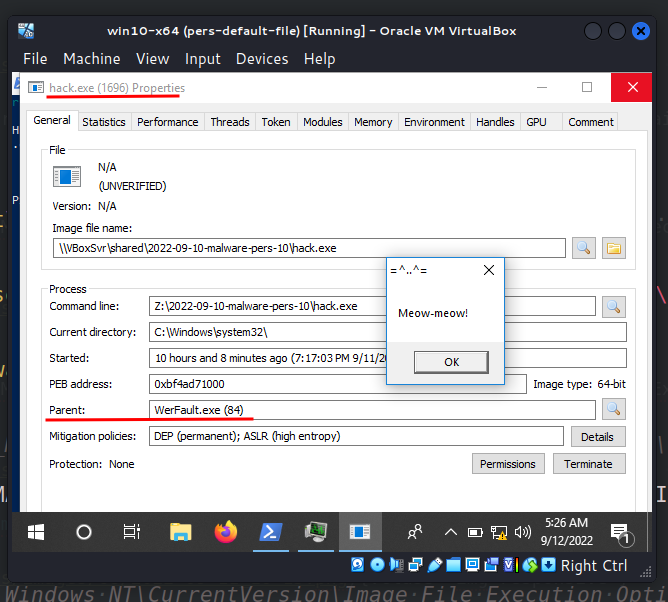 win10-x64 (pers-default-file) [Running] - Oracle VM VirtualBox
File Machine View Input Devices Help
hack.exe (1696) Properties
General Statistics Performance Threads Token Modules Memory Environment Handles GPU Comment
File
N/A
(UNVERIFIED)
Version: N/A
Image file name:
\\VBoxSvr\shared\2022-09-10-malware-pers-10\hack.exe
=^..^=
Meow-meow!
OK
Process
Command line: Z:\2022-09-10-malware-pers-10\hack.exe
Current directory: C:\Windows\system32\
Started: 10 hours and 8 minutes ago (7:17:03 PM 9/11/20
PEB address: 0xbf4ad71000 Image type: 64-bit
Parent: WerFault.exe (84)
Mitigation policies: DEP (permanent); ASLR (high entropy) Details
Protection: None Permissions Terminate
5:26 AM
9/12/2022
1
Right Ctrl
Windows NT\CurrentVersion\Image File Execution Opti